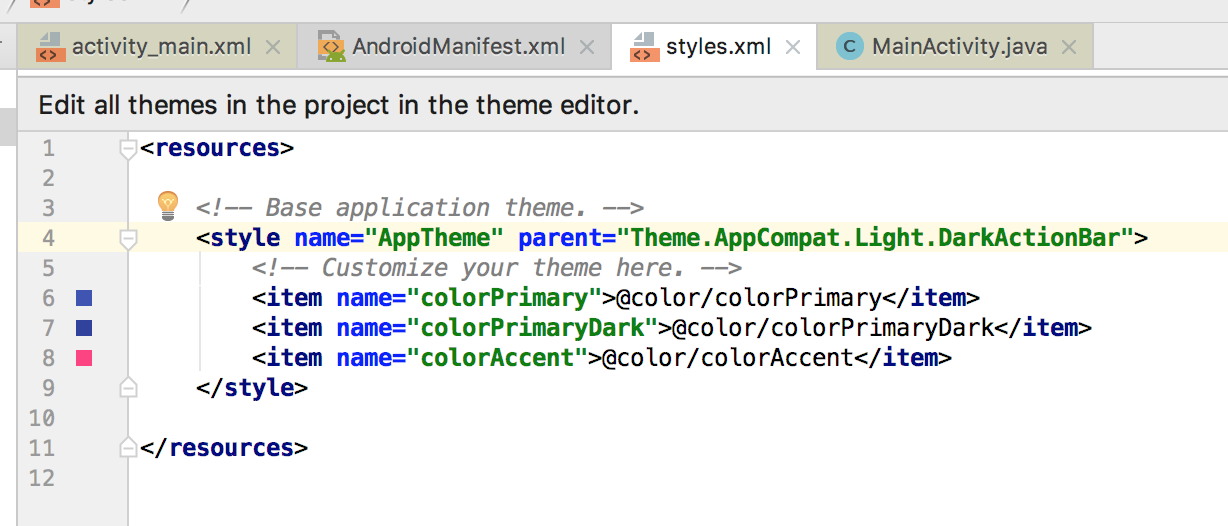 activity_main.xml AndroidManifest.xml styles.xml C MainActivity.java
Edit all themes in the project in the theme editor.
1 <resources>
2
3 <!-- Base application theme. -->
4 <style name="AppTheme" parent="Theme.AppCompat.Light.DarkActionBar">
5 <!-- Customize your theme here. -->
6 <item name="colorPrimary">@color/colorPrimary</item>
7 <item name="colorPrimaryDark">@color/colorPrimaryDark</item>
8 <item name="colorAccent">@color/colorAccent</item>
9 </style>
10
11 </resources>
12